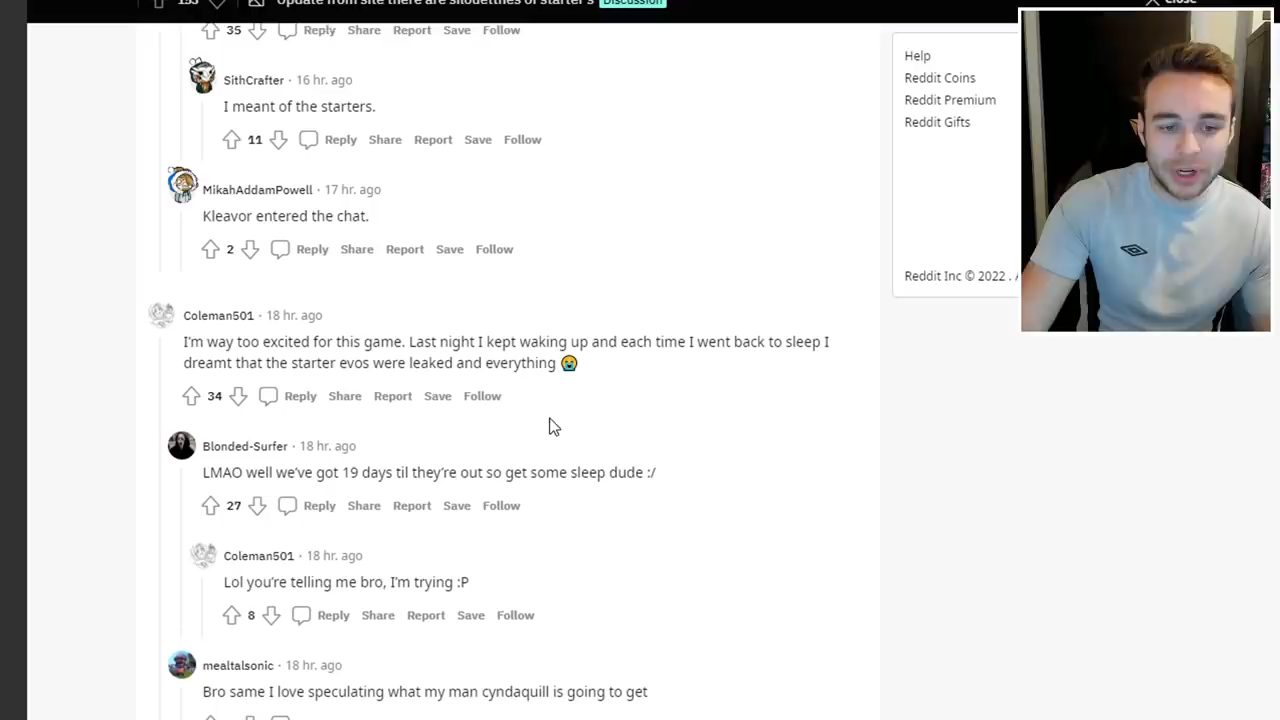 153
Update from site there are silouettnes of starter's
Discussion
Close
35
Reply
Share
Report
Save
Follow
SithCrafter · 16 hr. ago
I meant of the starters.
11
Reply
Share
Report
Save
Follow
MikahAddamPowell · 17 hr. ago
Kleavor entered the chat.
2
Reply
Share
Report
Save
Follow
Coleman501 · 18 hr. ago
I'm way too excited for this game. Last night I kept waking up and each time I went back to sleep I
dreamt that the starter evos were leaked and everything 😭
34
Reply
Share
Report
Save
Follow
Blonded-Surfer · 18 hr. ago
LMAO well we've got 19 days til they're out so get some sleep dude :/
27
Reply
Share
Report
Save
Follow
Coleman501 · 18 hr. ago
Lol you're telling me bro, I'm trying :P
8
Reply
Share
Report
Save
Follow
mealtalsonic · 18 hr. ago
Bro same I love speculating what my man cyndaquill is going to get
Help
Reddit Coins
Reddit Premium
Reddit Gifts
Reddit Inc © 2022 .